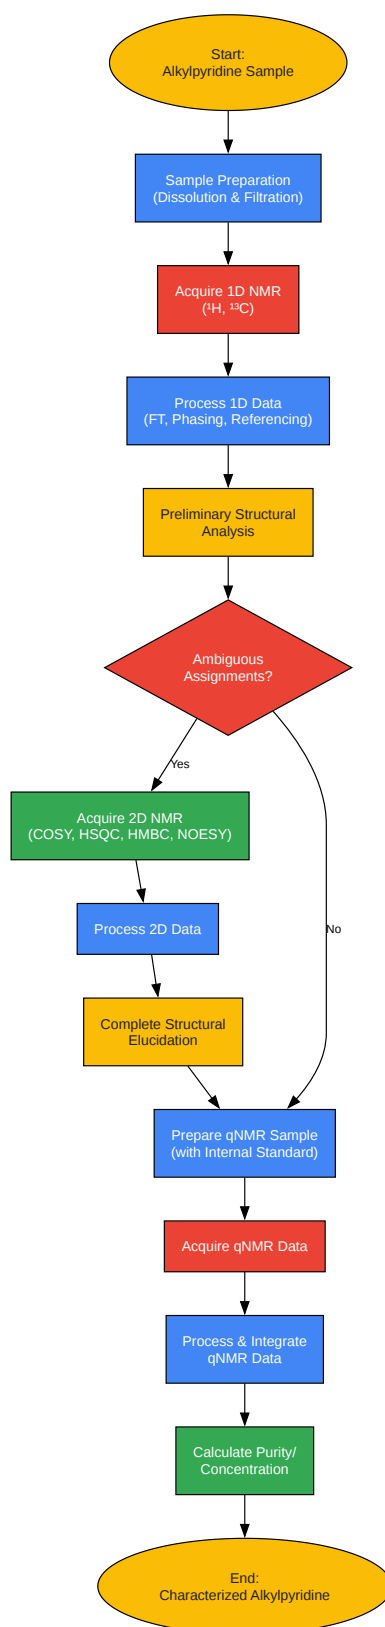 Start:
Alkylpyridine Sample
Sample Preparation
(Dissolution & Filtration)
Acquire 1D NMR
(¹H, ¹³C)
Process 1D Data
(FT, Phasing, Referencing)
Preliminary Structural
Analysis
Ambiguous
Assignments?
Yes
Acquire 2D NMR
(COSY, HSQC, HMBC, NOESY)
Process 2D Data
No
Complete Structural
Elucidation
Prepare qNMR Sample
(with Internal Standard)
Acquire qNMR Data
Process & Integrate
qNMR Data
Calculate Purity/
Concentration
End:
Characterized Alkylpyridine